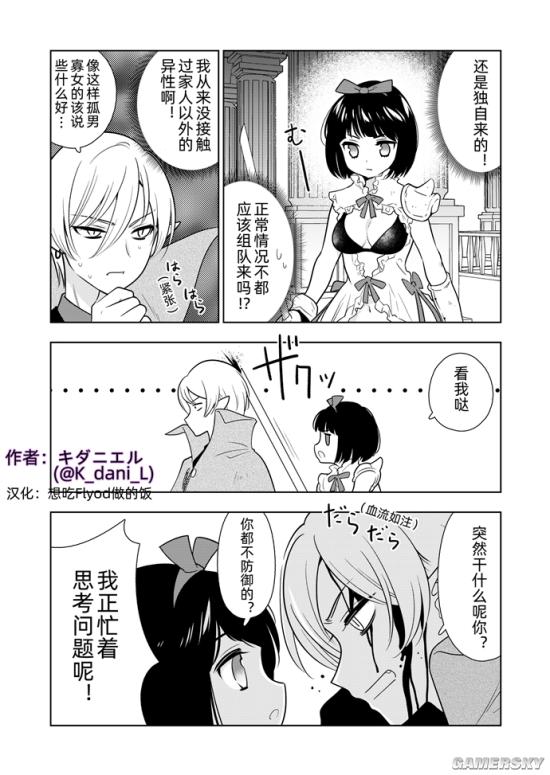 还是独自来的！
むー
正常情况不都
应该组队来吗！？
我从来没接触
过家人以外的
异性啊！
像这样孤男
寡女的该说
些什么好…
はら
はら
（紧张）
看我哒
ザクッ
作者：キダニエル
(@K_dani_L)
汉化：想吃Flyod做的饭
突然干什么呢你？
だら
だら
（血流如注）
你都不防御的？
我正忙着
思考问题呢！
GAMERSKY